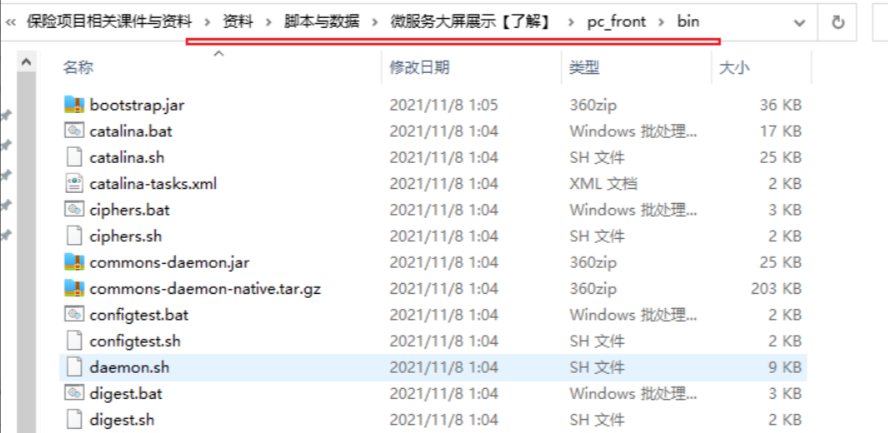 « 保险项目相关课件与资料 > 资料 > 脚本与数据 > 微服务大屏展示【了解】 > pc_front > bin
名称 修改日期 类型 大小
bootstrap.jar 2021/11/8 1:05 360zip 36 KB
catalina.bat 2021/11/8 1:04 Windows 批处理... 17 KB
catalina.sh 2021/11/8 1:04 SH 文件 25 KB
catalina-tasks.xml 2021/11/8 1:04 XML 文档 2 KB
ciphers.bat 2021/11/8 1:04 Windows 批处理... 3 KB
ciphers.sh 2021/11/8 1:04 SH 文件 2 KB
commons-daemon.jar 2021/11/8 1:04 360zip 25 KB
commons-daemon-native.tar.gz 2021/11/8 1:04 360zip 203 KB
configtest.bat 2021/11/8 1:04 Windows 批处理... 2 KB
configtest.sh 2021/11/8 1:04 SH 文件 2 KB
daemon.sh 2021/11/8 1:04 SH 文件 9 KB
digest.bat 2021/11/8 1:04 Windows 批处理... 3 KB
digest.sh 2021/11/8 1:04 SH 文件 2 KB